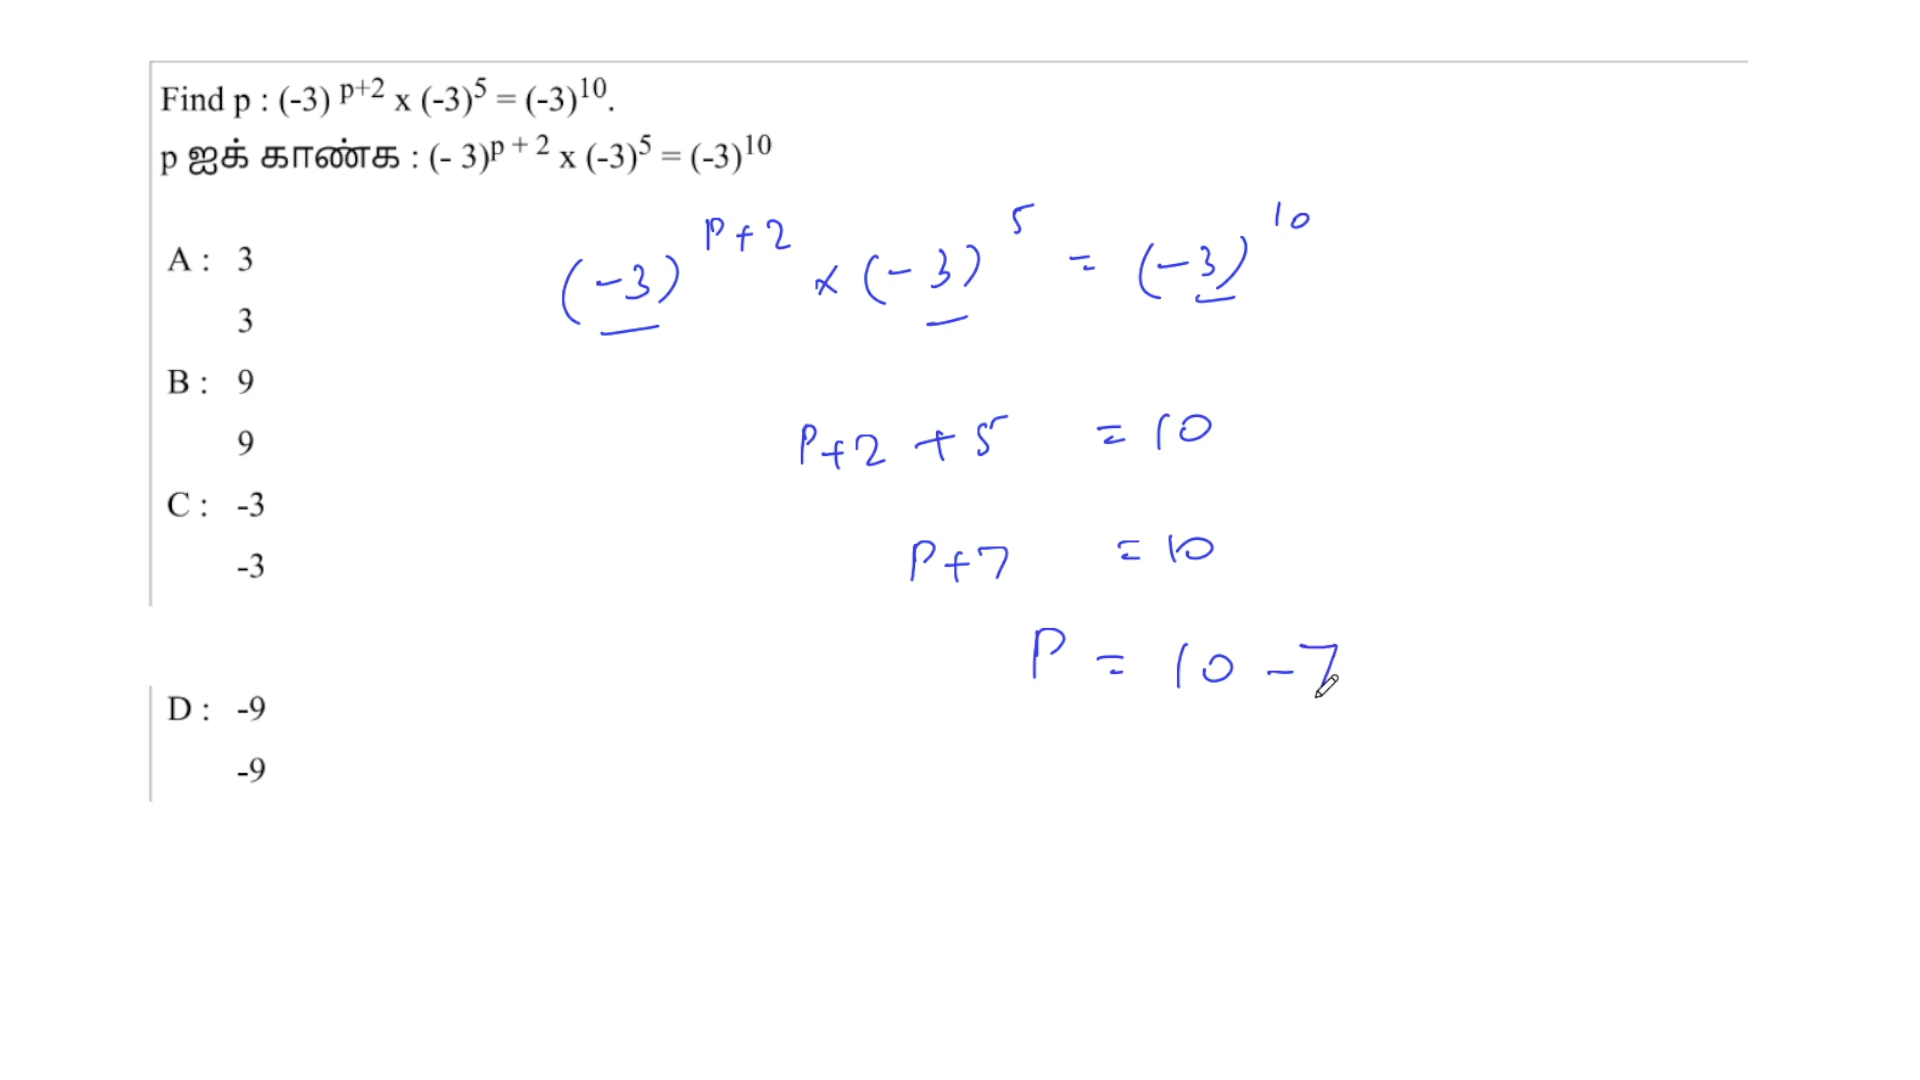 Find p : (-3) ᵖ⁺² x (-3)⁵ = (-3)¹⁰.
p ஐக் காண்க : (- 3)ᵖ ⁺ ² x (-3)⁵ = (-3)¹⁰
(-3)ᴾ⁺² × (-3)⁵ = (-3)¹⁰
A : 3
3
B : 9
9
P+2 + 5 = 10
C : -3
-3
P+7 = 10
P = 10 - 7
D : -9
-9